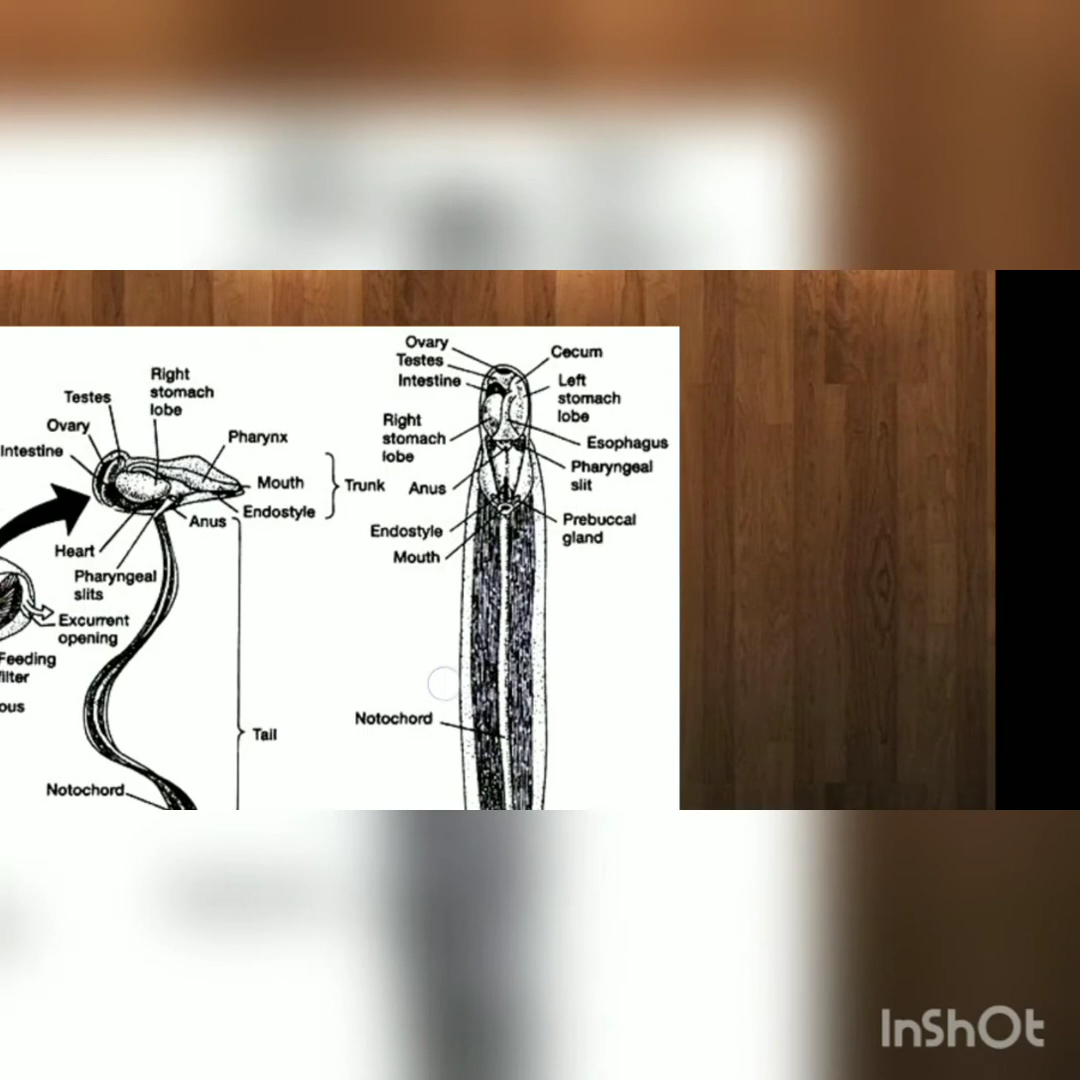 Right
stomach
lobe
Testes
Ovary
Intestine
Pharynx
Mouth
Endostyle
Trunk
Anus
Heart
Pharyngeal
slits
Excurrent
opening
Feeding
Tail
Notochord
Ovary
Testes
Intestine
Cecum
Left
stomach
lobe
Right
stomach
lobe
Esophagus
Pharyngeal
slit
Anus
Endostyle
Mouth
Prebuccal
gland
Notochord
InShOt